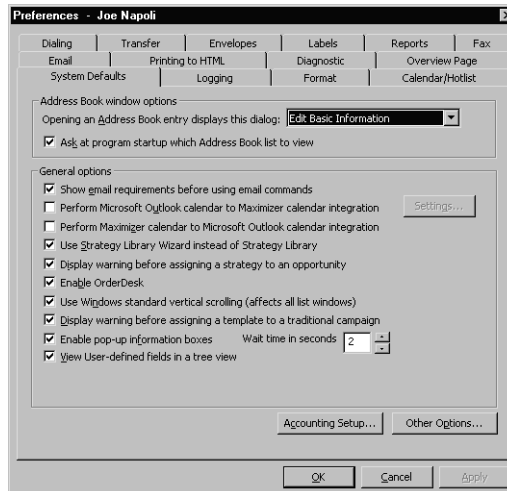 Preferences - Joe Napoli
Dialing Transfer Envelopes Labels Reports Fax
Email Printing to HTML Diagnostic Overview Page
System Defaults Logging Format Calendar/Hotlist
Address Book window options
Opening an Address Book entry displays this dialog: Edit Basic Information
Ask at program startup which Address Book list to view
General options
Show email requirements before using email commands
Perform Microsoft Outlook calendar to Maximizer calendar integration Settings...
Perform Maximizer calendar to Microsoft Outlook calendar integration
Use Strategy Library Wizard instead of Strategy Library
Display warning before assigning a strategy to an opportunity
Enable OrderDesk
Use Windows standard vertical scrolling (affects all list windows)
Display warning before assigning a template to a traditional campaign
Enable pop-up information boxes Wait time in seconds 2
View User-defined fields in a tree view
Accounting Setup... Other Options...
OK Cancel Apply